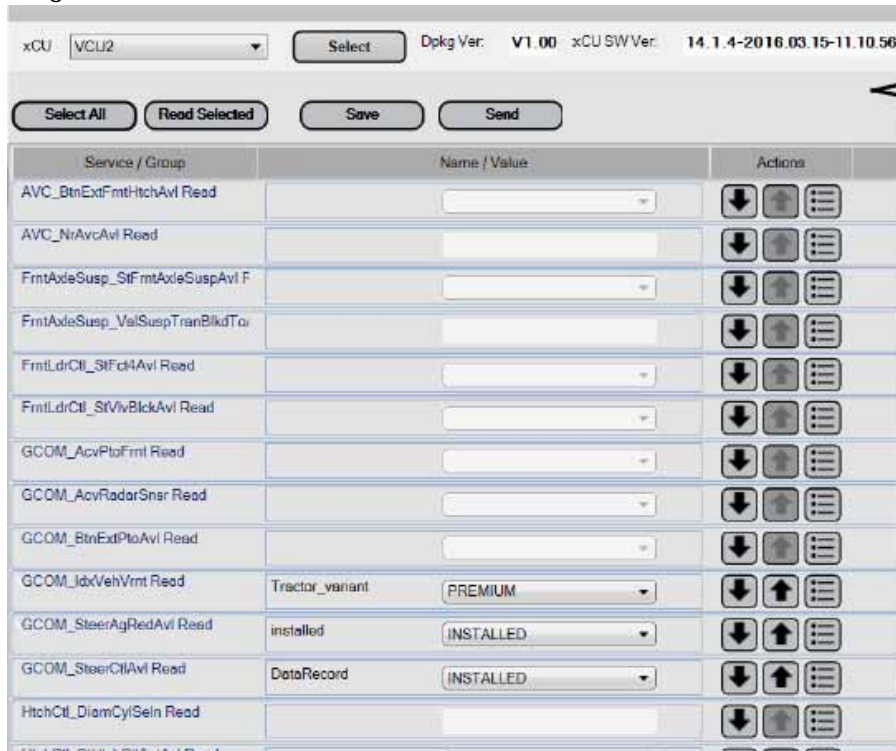 xCU VCU2 Select Dpkg Ver: V1.00 xCU SW Ver: 14.1.4-2016.03.15-11.10.56
Select All Read Selected Save Send
Service / Group Name / Value Actions
AVC_BtnExtFrntHtchAvl Read
AVC_NrAvcAvl Read
FrntAxleSusp_StFrntAxleSuspAvl F
FrntAxleSusp_ValSuspTranBlkdTo
FrntLdrCtl_StFct4Avl Read
FrntLdrCtl_StVlvBlckAvl Read
GCOM_AcvPtoFrnt Read
GCOM_AcvRadarSnsr Read
GCOM_BtnExtPtoAvl Read
GCOM_IdxVehVrnt Read Tractor_variant PREMIUM
GCOM_SteerAgRedAvl Read installed INSTALLED
GCOM_SteerCtlAvl Read DataRecord INSTALLED
HtchCtl_DiamCylSeln Read